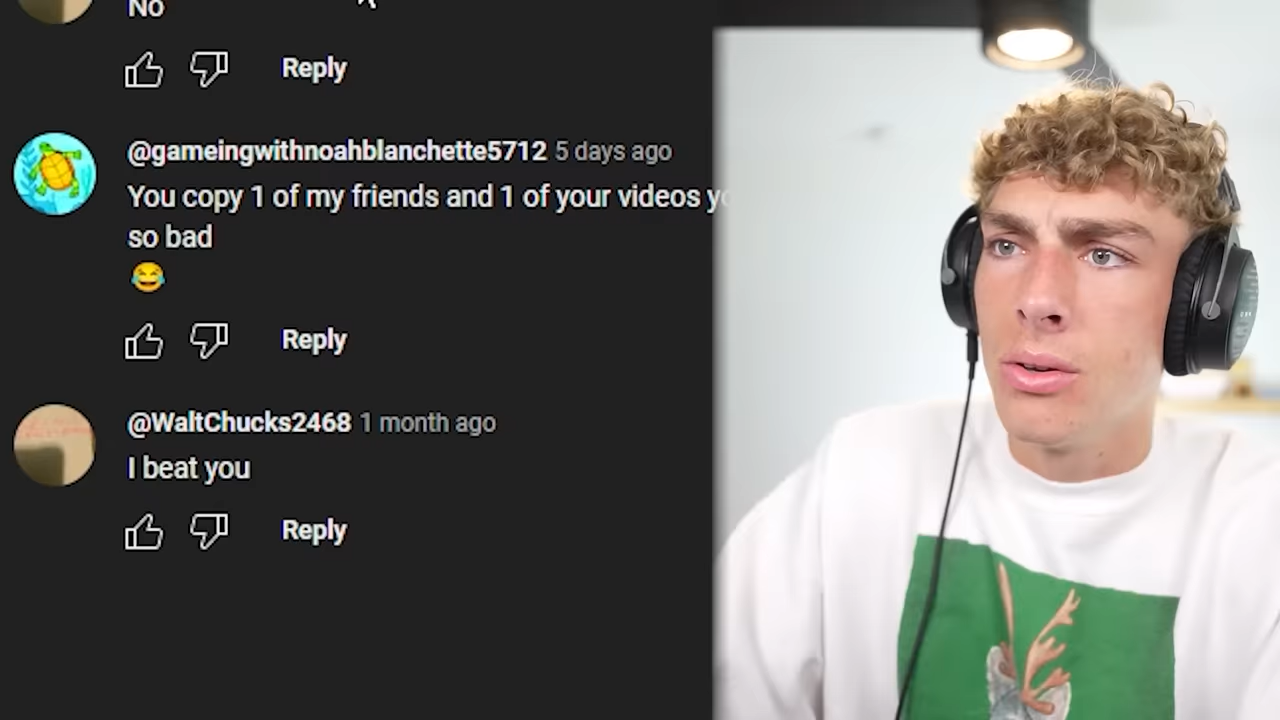 No
Reply
@gameingwithnoahblanchette5712 5 days ago
You copy 1 of my friends and 1 of your videos
so bad
😂
Reply
@WaltChucks2468 1 month ago
I beat you
Reply